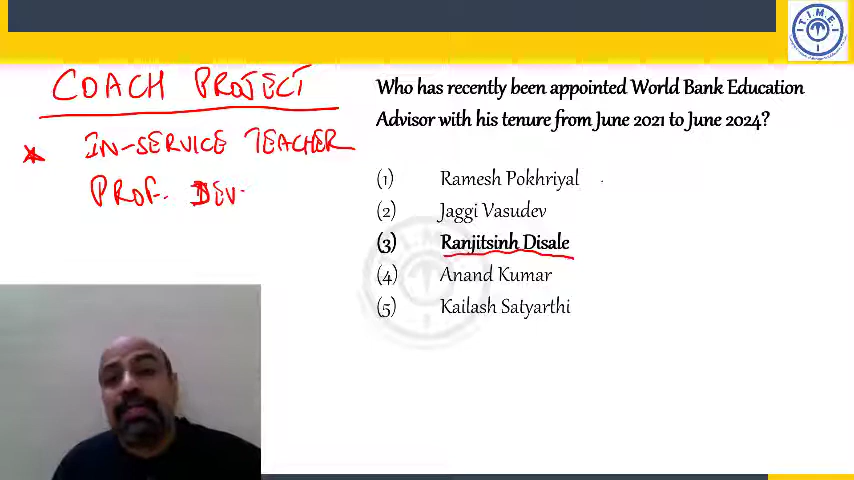 T.I.M.E.
COACH PROJECT
IN-SERVICE TEACHER
PROF. DEV.
Who has recently been appointed World Bank Education
Advisor with his tenure from June 2021 to June 2024?
(1) Ramesh Pokhriyal
(2) Jaggi Vasudev
(3) Ranjitsinh Disale
(4) Anand Kumar
(5) Kailash Satyarthi